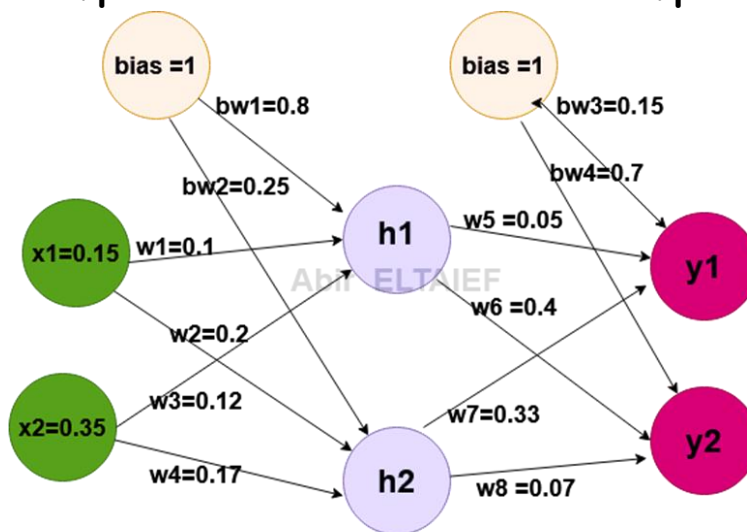 bias =1
bias =1
bw1=0.8
bw3=0.15
bw2=0.25
bw4=0.7
x1=0.15
w1=0.1
h1
w5 =0.05
y1
Abir ELTAIEF
w2=0.2
w6 =0.4
w3=0.12
w7=0.33
x2=0.35
y2
w4=0.17
h2
w8 =0.07